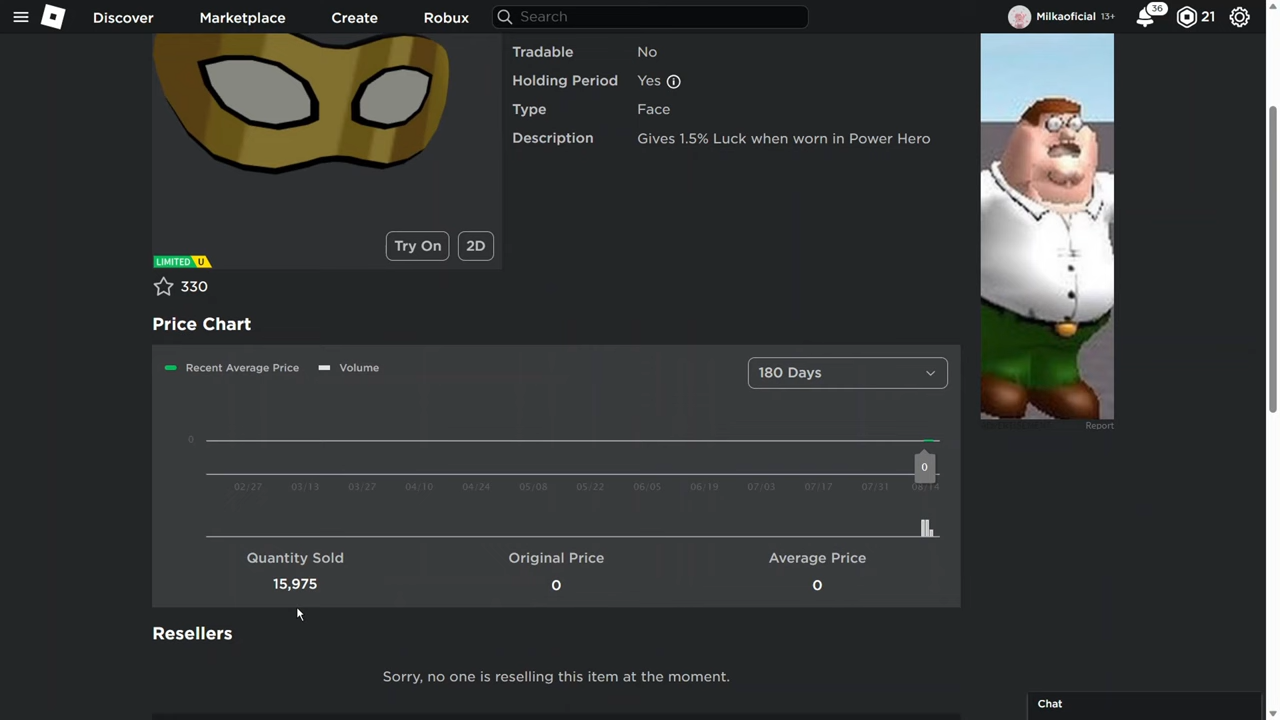 Discover Marketplace Create Robux Search Milkaoficial 13+ 36 21
Tradable No
Holding Period Yes
Type Face
Description Gives 1.5% Luck when worn in Power Hero
Try On 2D
LIMITED U
330
Price Chart
Recent Average Price Volume 180 Days
0
0
02/27 03/13 03/27 04/10 04/24 05/08 05/22 06/05 06/19 07/03 07/17 07/31 08/14
Quantity Sold Original Price Average Price
15,975 0 0
Resellers
Sorry, no one is reselling this item at the moment.
Report
Chat